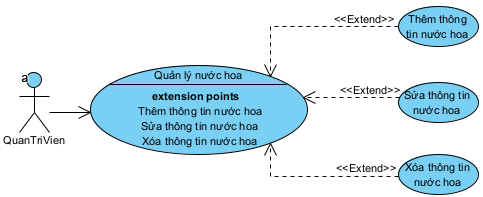 <<Extend>>
Thêm thông
tin nước hoa
a
Quản lý nước hoa
extension points
Thêm thông tin nước hoa
Sửa thông tin nước hoa
Xóa thông tin nước hoa
QuanTriVien
<<Extend>>
Sửa thông tin
nước hoa
<<Extend>>
Xóa thông tin
nước hoa